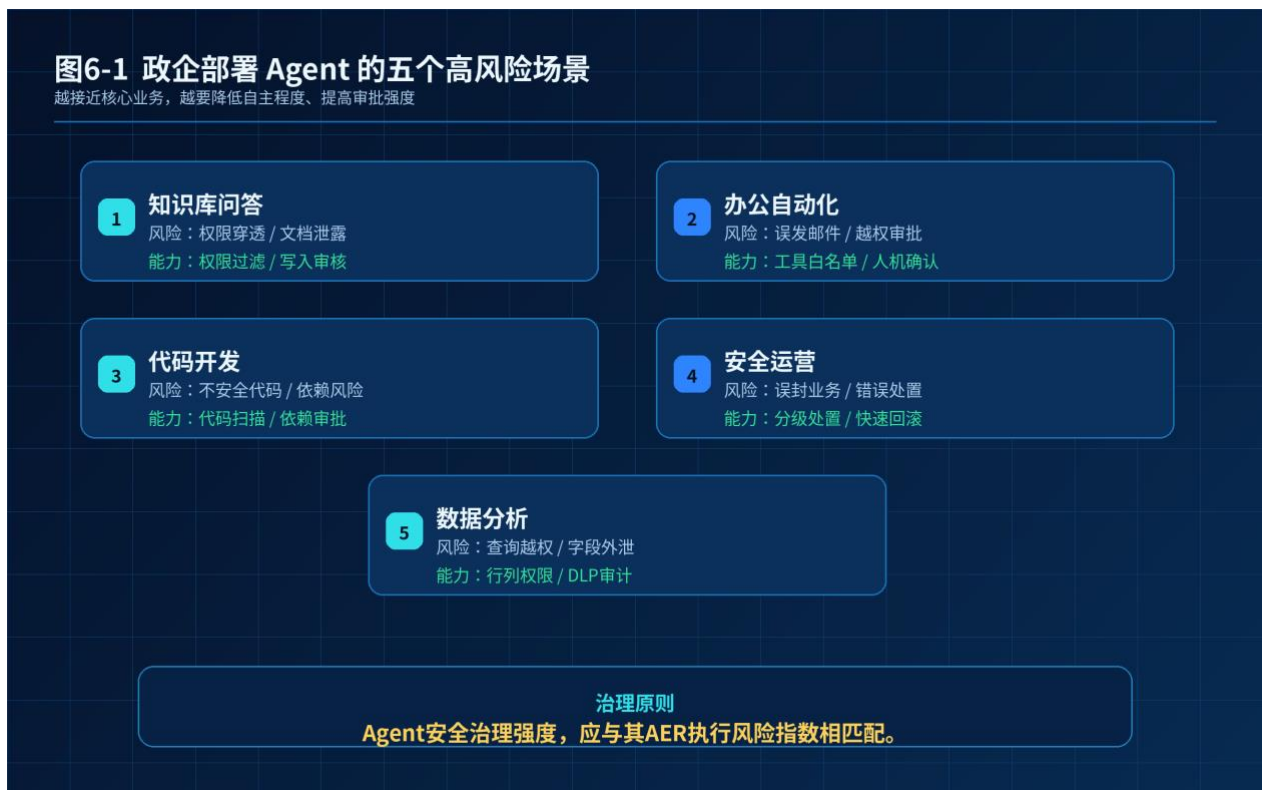 图6-1 政企部署 Agent 的五个高风险场景
越接近核心业务，越要降低自主程度、提高审批强度
1
知识库问答
风险：权限穿透 / 文档泄露
能力：权限过滤 / 写入审核
2
办公自动化
风险：误发邮件 / 越权审批
能力：工具白名单 / 人机确认
3
代码开发
风险：不安全代码 / 依赖风险
能力：代码扫描 / 依赖审批
4
安全运营
风险：误封业务 / 错误处置
能力：分级处置 / 快速回滚
5
数据分析
风险：查询越权 / 字段外泄
能力：行列权限 / DLP审计
治理原则
Agent安全治理强度，应与其AER执行风险指数相匹配。